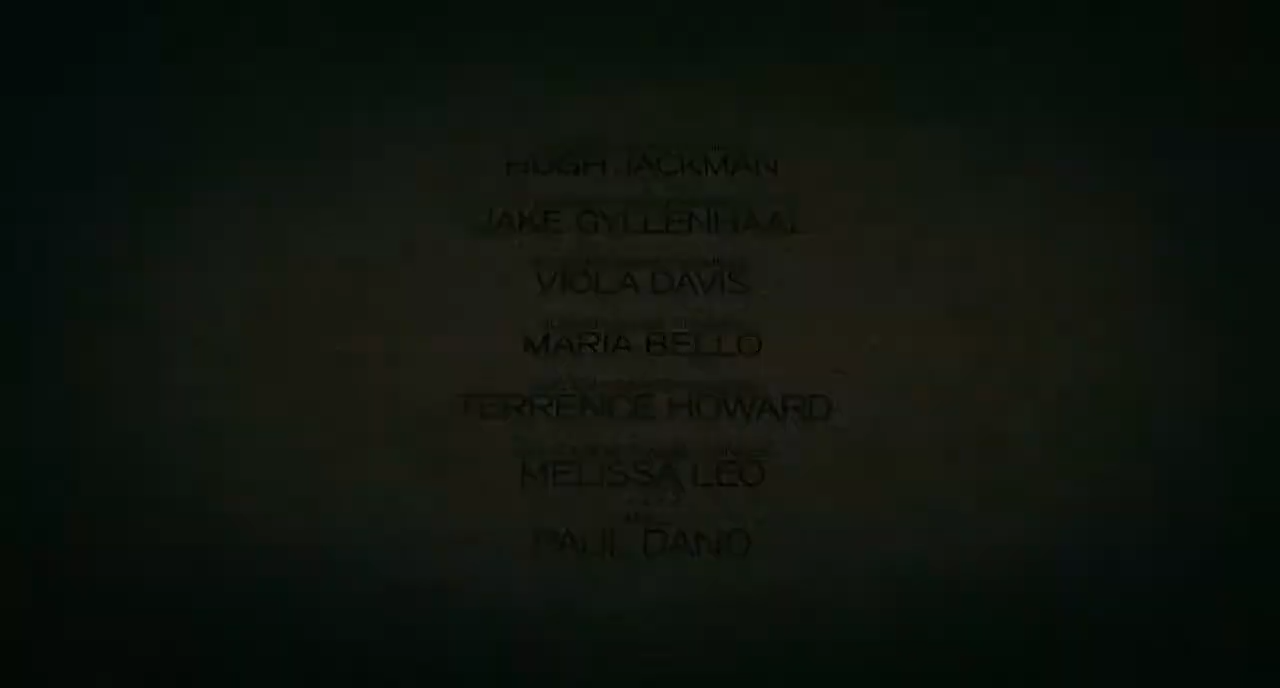 HUGH JACKMAN
JAKE GYLLENHAAL
VIOLA DAVIS
MARIA BELLO
TERRENCE HOWARD
MELISSA LEO
PAUL DANO